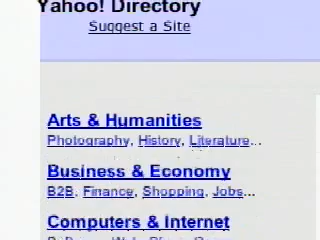 Yahoo! Directory
Suggest a Site
Arts & Humanities
Photography, History, Literature...
Business & Economy
B2B, Finance, Shopping, Jobs...
Computers & Internet